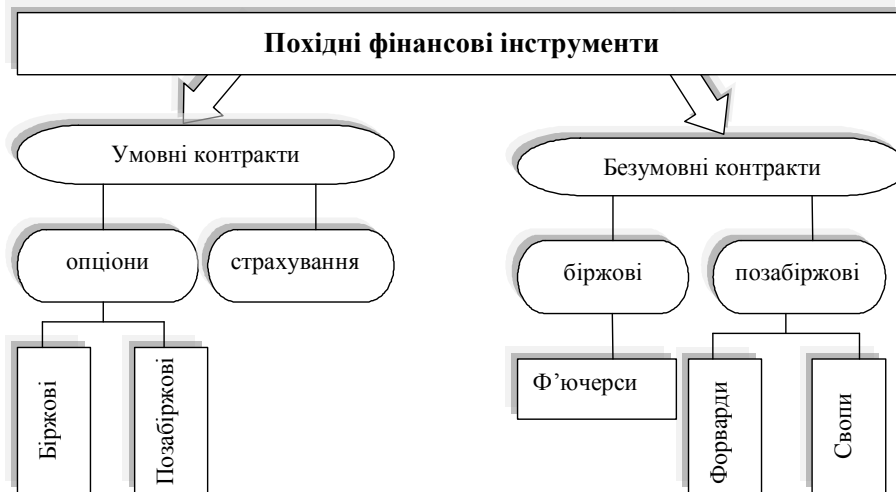 Похідні фінансові інструменти
Умовні контракти
Безумовні контракти
опціони
страхування
біржові
позабіржові
Біржові
Позабіржові
Ф’ючерси
Форварди
Свопи